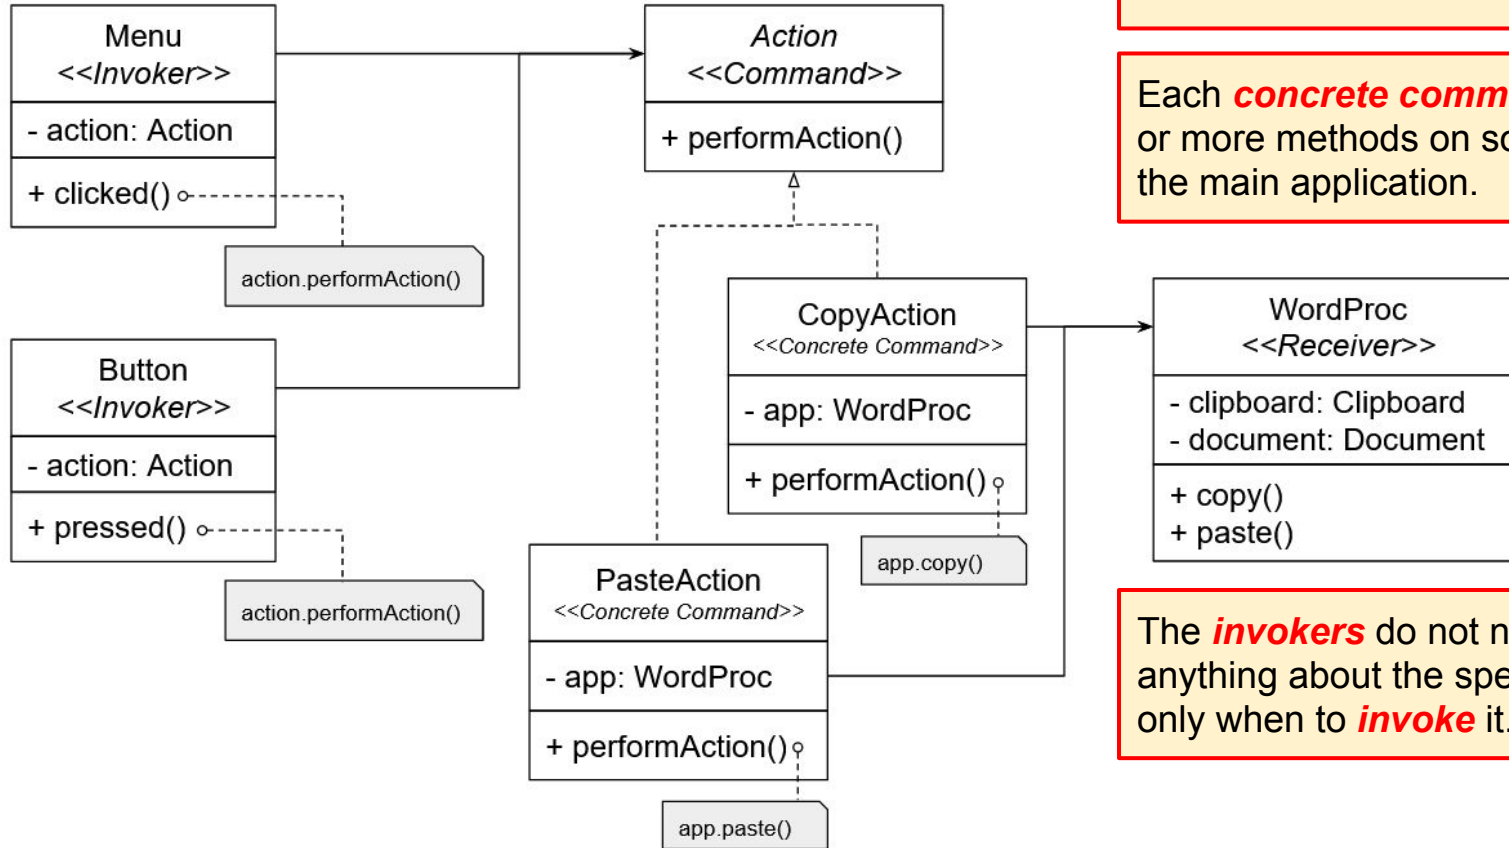 Menu
<<Invoker>>
- action: Action
+ clicked()
action.performAction()
Action
<<Command>>
+ performAction()
Each concrete comm
or more methods on so
the main application.
Button
<<Invoker>>
- action: Action
+ pressed()
action.performAction()
CopyAction
<<Concrete Command>>
- app: WordProc
+ performAction()
app.copy()
WordProc
<<Receiver>>
- clipboard: Clipboard
- document: Document
+ copy()
+ paste()
PasteAction
<<Concrete Command>>
- app: WordProc
+ performAction()
app.paste()
The invokers do not n
anything about the spe
only when to invoke it.